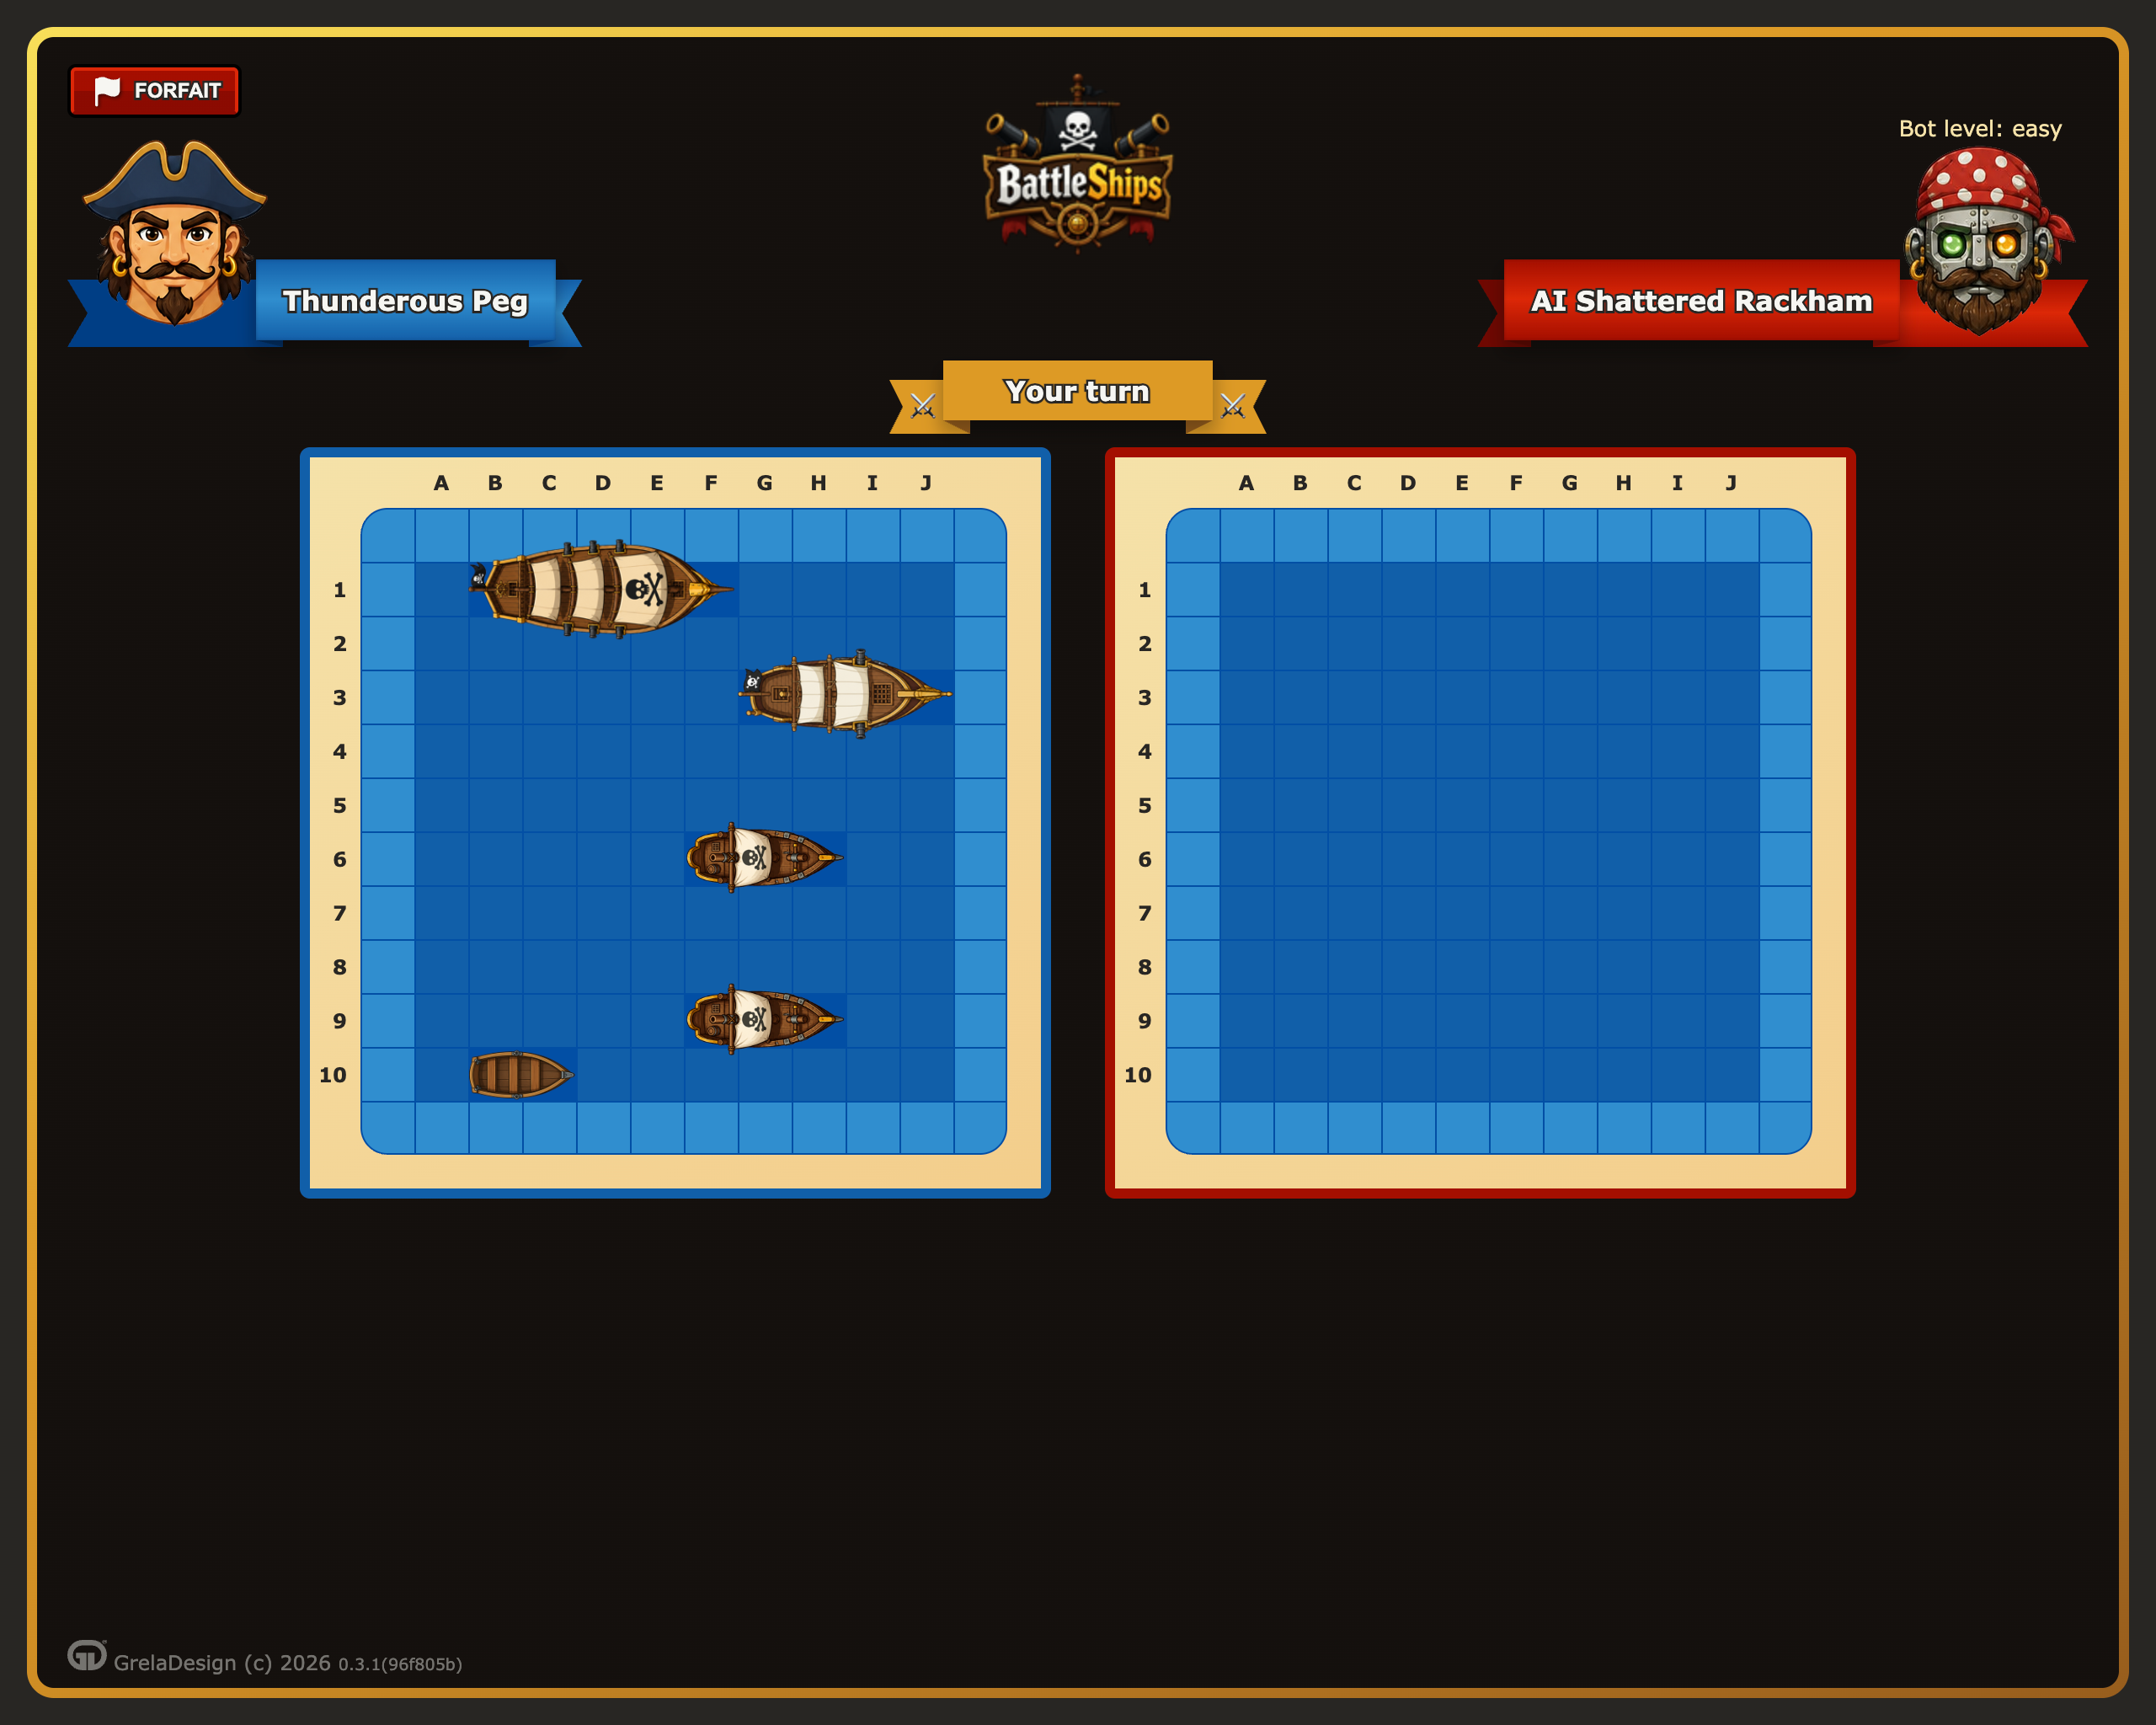 FORFAIT
BattleShips
Bot level: easy
Thunderous Peg
AI Shattered Rackham
Your turn
A B C D E F G H I J
1
2
3
4
5
6
7
8
9
10
A B C D E F G H I J
1
2
3
4
5
6
7
8
9
10
GrelaDesign (c) 2026 0.3.1(96f805b)